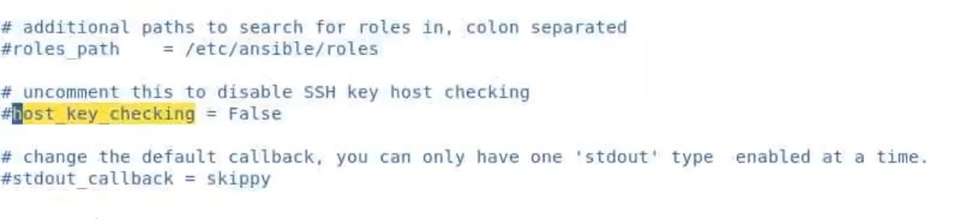 # additional paths to search for roles in, colon separated
#roles_path    = /etc/ansible/roles
# uncomment this to disable SSH key host checking
#host_key_checking = False
# change the default callback, you can only have one 'stdout' type  enabled at a time.
#stdout_callback = skippy